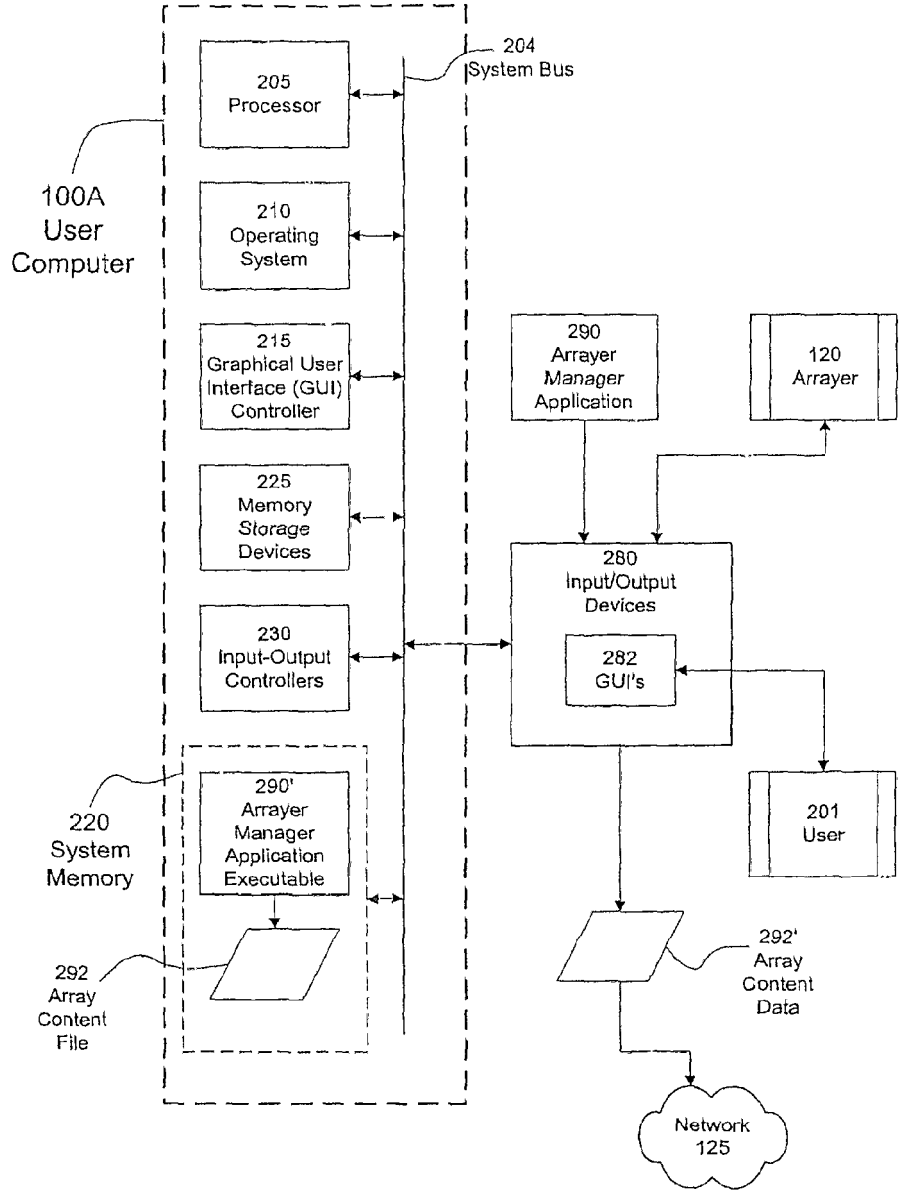 204
System Bus
205
Processor
100A
User
Computer
210
Operating
System
215
Graphical User
Interface (GUI)
Controller
290
Arrayer
Manager
Application
120
Arrayer
225
Memory
Storage
Devices
280
Input/Output
Devices
230
Input-Output
Controllers
282
GUI's
220
System
Memory
290'
Arrayer
Manager
Application
Executable
201
User
292
Array
Content
File
292'
Array
Content
Data
Network
125